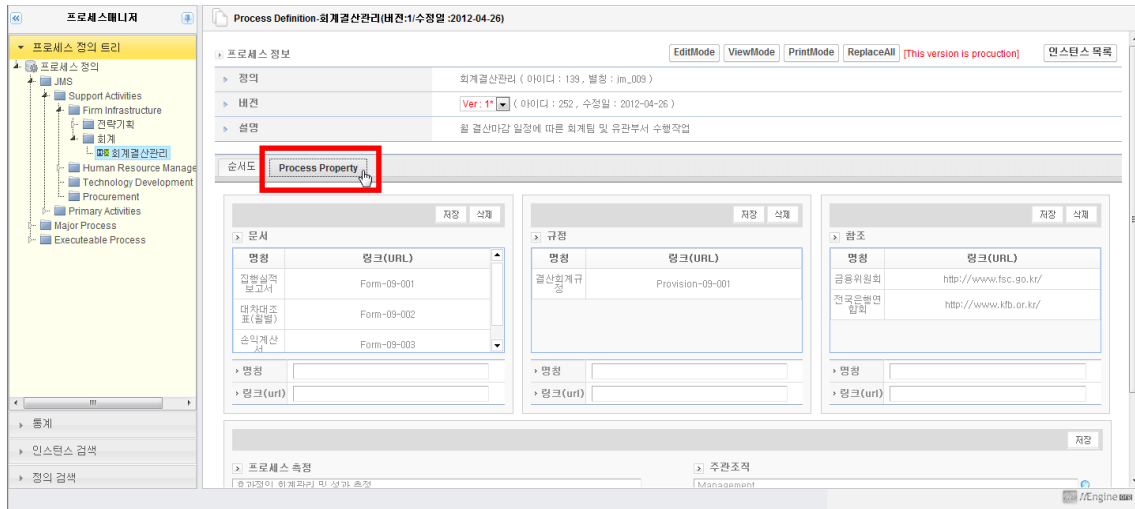 프로세스매니저
Process Definition-회계결산관리(버전:1/수정일 :2012-04-26)
프로세스 정의 트리
프로세스 정의
JMS
Support Activities
Firm Infrastructure
전략기획
회계
회계결산관리
Human Resource Manage
Technology Development
Procurement
Primary Activities
Major Process
Executeable Process
통계
인스턴스 검색
정의 검색
프로세스 정보
EditMode ViewMode PrintMode ReplaceAll [This version is procuction] 인스턴스 목록
정의 회계결산관리 ( 아이디 : 139 , 별칭 : jm_009 )
버전 Ver : 1* ( 아이디 : 252 , 수정일 : 2012-04-26 )
설명 월 결산마감 일정에 따른 회계팀 및 유관부서 수행작업
순서도 Process Property
저장 삭제
문서
명칭 링크(URL)
집행실적
보고서
Form-09-001
대차대조
표(월별)
Form-09-002
손익계산
서
Form-09-003
명칭
링크(url)
저장 삭제
규정
명칭 링크(URL)
결산회계규
정
Provision-09-001
명칭
링크(url)
저장 삭제
참조
명칭 링크(URL)
금융위원회 http://www.fsc.go.kr/
전국은행연
합회
http://www.kfb.or.kr/
명칭
링크(url)
저장
프로세스 측정 주관조직
효과적인 회계관리 및 성과 측정 Management
//Engine